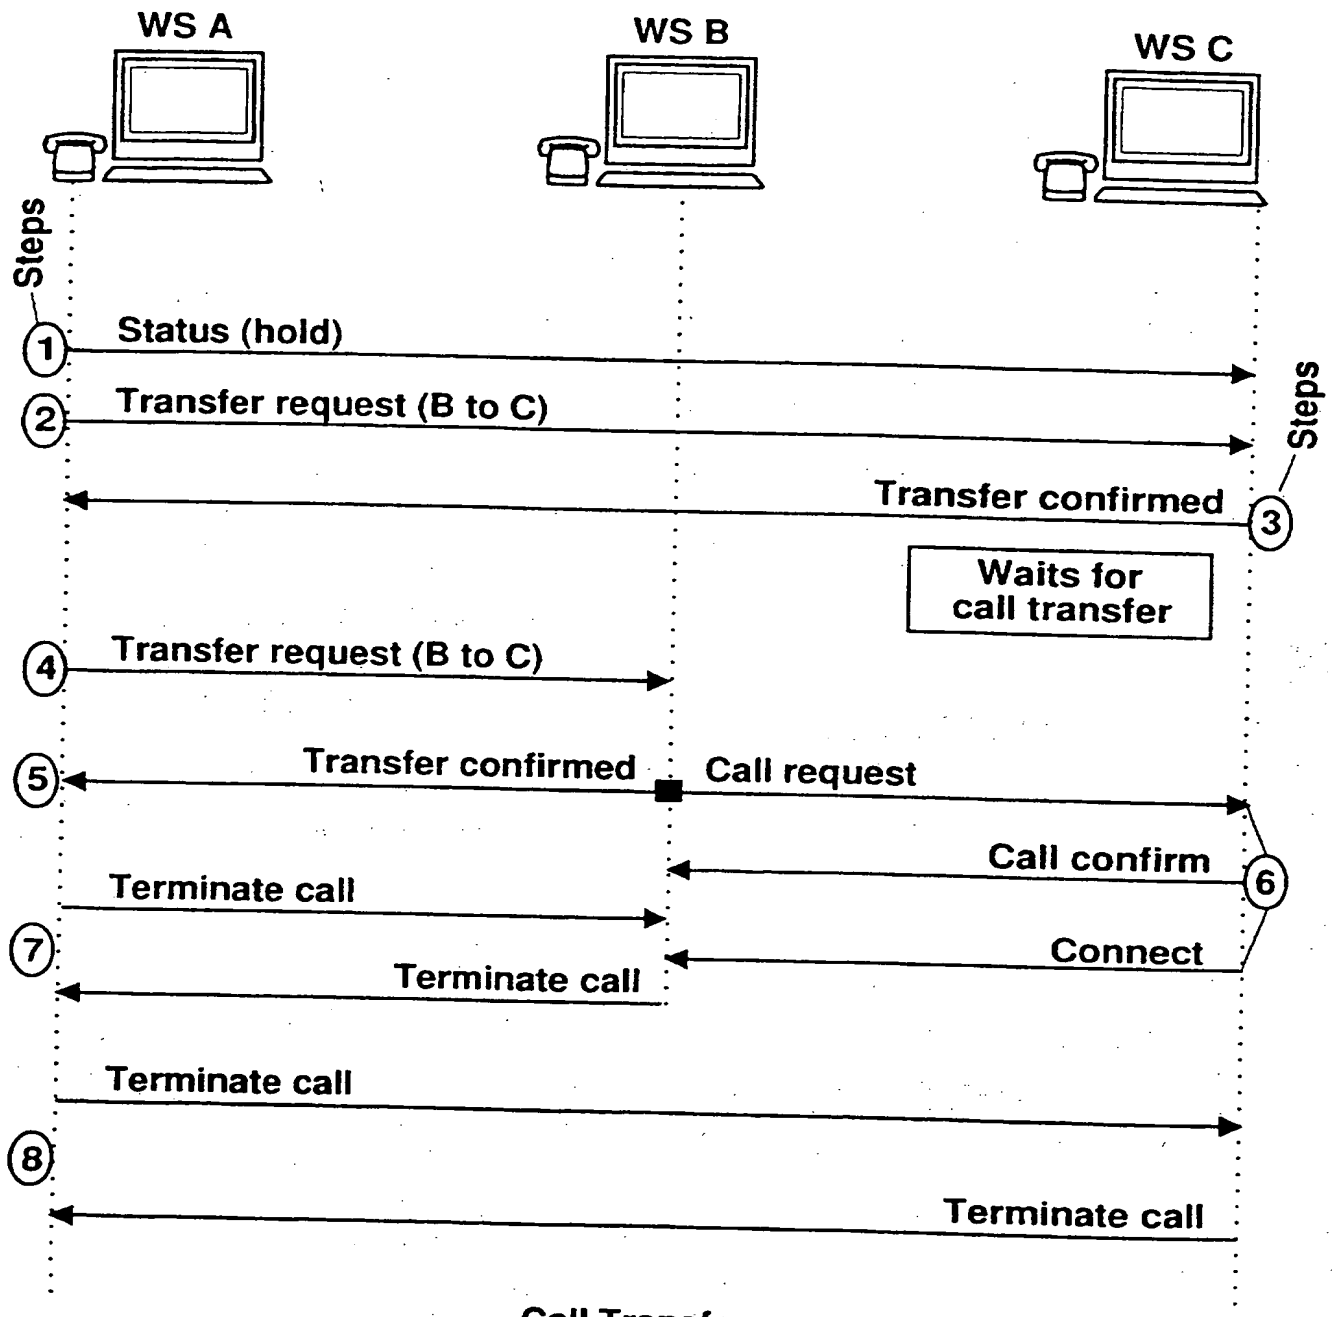 WS A
WS B
WS C
Steps
1
Status (hold)
2
Transfer request (B to C)
Steps
Transfer confirmed
3
Waits for
call transfer
4
Transfer request (B to C)
5
Transfer confirmed
Call request
Call confirm
6
Terminate call
7
Connect
Terminate call
Terminate call
8
Terminate call
Call